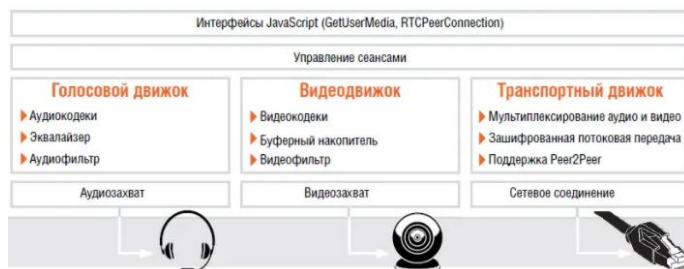 Интерфейсы JavaScript (GetUserMedia, RTCPeerConnection)
Управление сеансами
Голосовой движок
Аудиокодеки
Эквалайзер
Аудиофильтр
Видеодвижок
Видеокодеки
Буферный накопитель
Видеофильтр
Транспортный движок
Мультиплексирование аудио и видео
Зашифрованная потоковая передача
Поддержка Peer2Peer
Аудиозахват
Видеозахват
Сетевое соединение